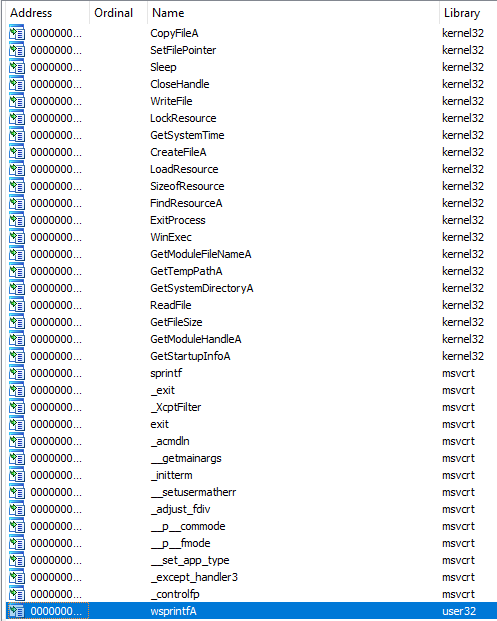 Address Ordinal Name Library
0000000... CopyFileA kernel32
0000000... SetFilePointer kernel32
0000000... Sleep kernel32
0000000... CloseHandle kernel32
0000000... WriteFile kernel32
0000000... LockResource kernel32
0000000... GetSystemTime kernel32
0000000... CreateFileA kernel32
0000000... LoadResource kernel32
0000000... SizeofResource kernel32
0000000... FindResourceA kernel32
0000000... ExitProcess kernel32
0000000... WinExec kernel32
0000000... GetModuleFileNameA kernel32
0000000... GetTempPathA kernel32
0000000... GetSystemDirectoryA kernel32
0000000... ReadFile kernel32
0000000... GetFileSize kernel32
0000000... GetModuleHandleA kernel32
0000000... GetStartupInfoA kernel32
0000000... sprintf msvcrt
0000000... _exit msvcrt
0000000... _XcptFilter msvcrt
0000000... exit msvcrt
0000000... _acmdln msvcrt
0000000... __getmainargs msvcrt
0000000... _initterm msvcrt
0000000... __setusermatherr msvcrt
0000000... _adjust_fdiv msvcrt
0000000... __p__commode msvcrt
0000000... __p__fmode msvcrt
0000000... __set_app_type msvcrt
0000000... _except_handler3 msvcrt
0000000... _controlfp msvcrt
0000000... wsprintfA user32